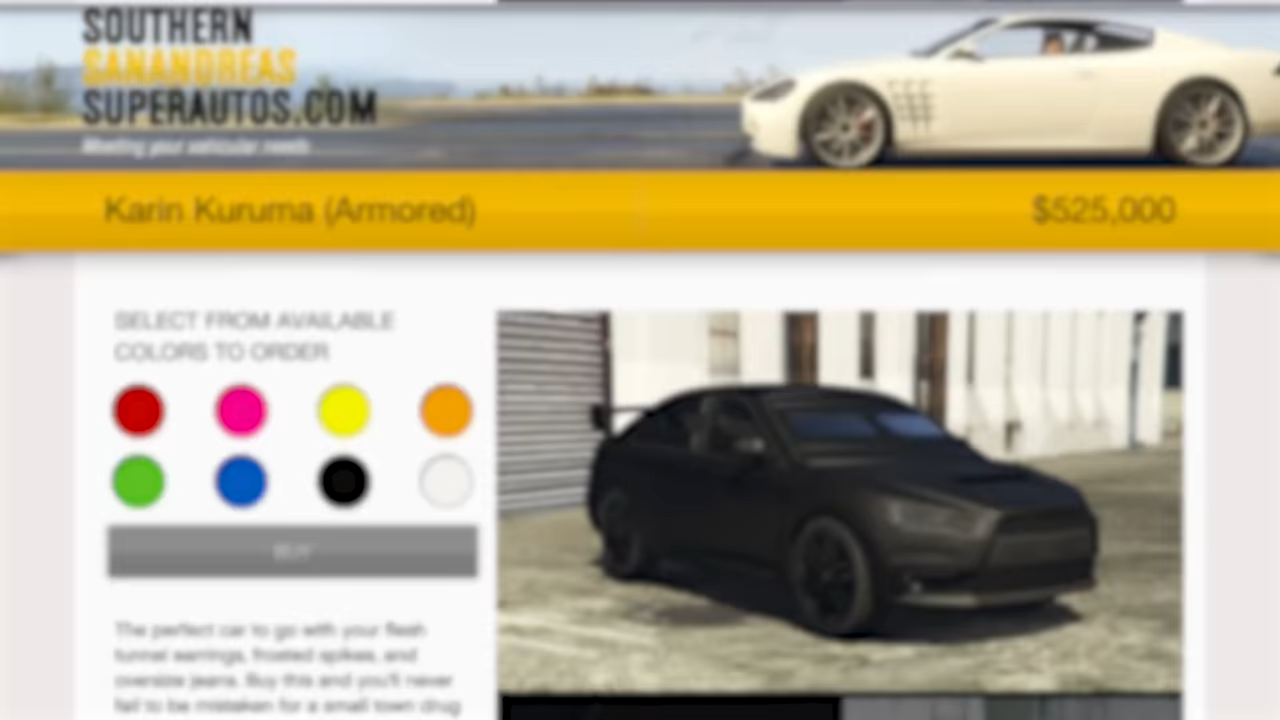 SOUTHERN
SANANDREAS
SUPERAUTOS.COM
Meeting your vehicular needs
Karin Kuruma (Armored)
$525,000
SELECT FROM AVAILABLE
COLORS TO ORDER
BUY
The perfect car to go with your flesh
tunnel earrings, frosted spikes, and
oversize jeans. Buy this and you'll never
fail to be mistaken for a small town drug